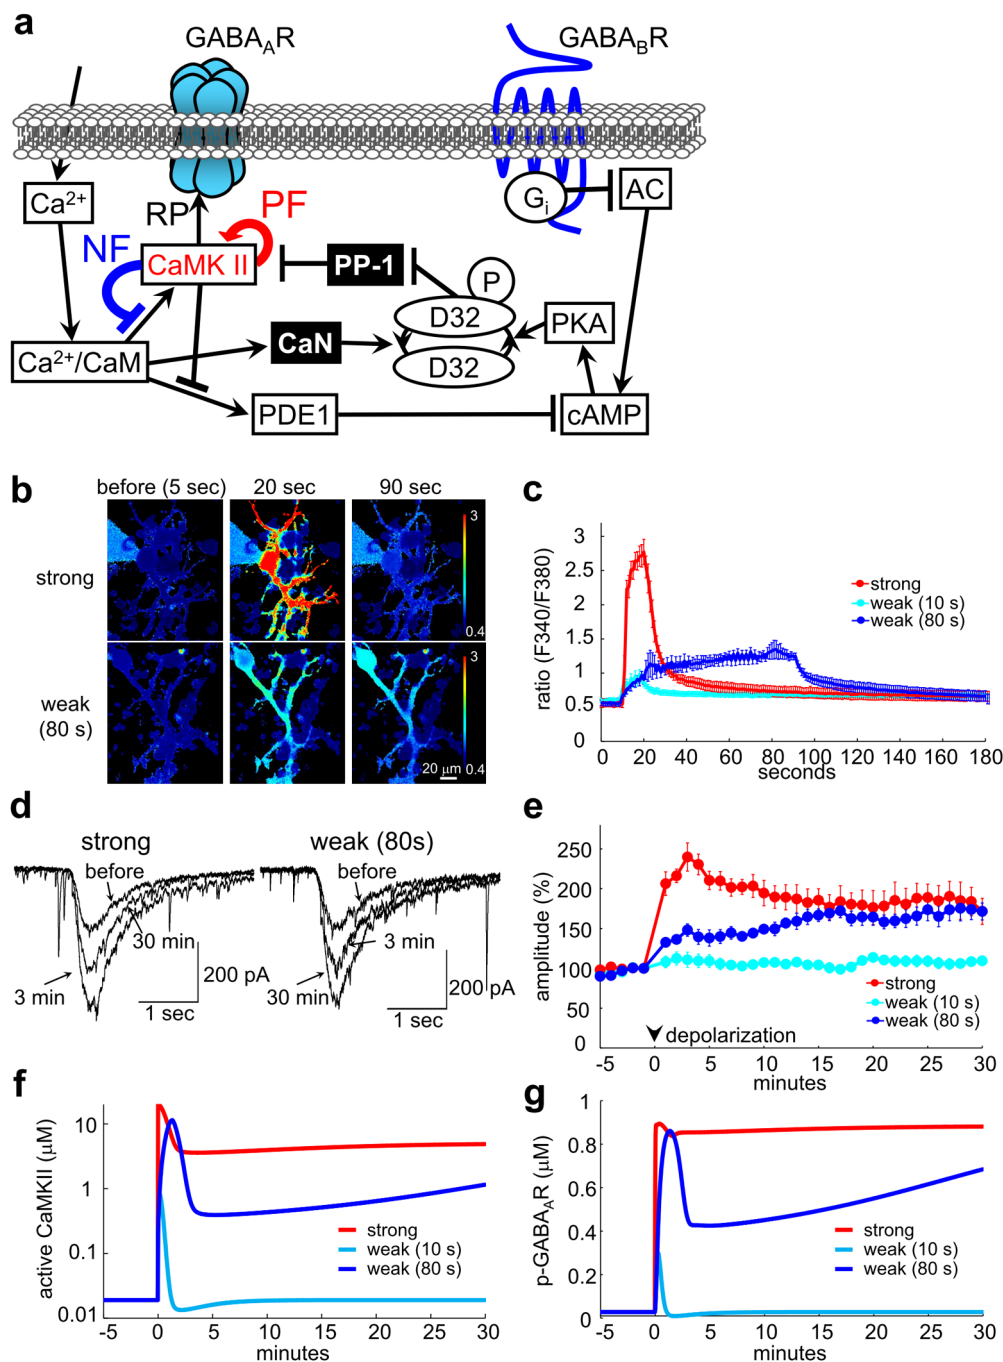 a
GABA_AR
GABA_BR
Ca²⁺
RP
PF
G_i
AC
NF
CaMK II
PP-1
P
D32
PKA
Ca²⁺/CaM
CaN
D32
PDE1
cAMP
b
before (5 sec) 20 sec 90 sec
strong
3
0.4
weak
(80 s)
3
0.4
20 μm
c
ratio (F340/F380)
3
2.5
2
1.5
1
0.5
0
strong
weak (10 s)
weak (80 s)
0 20 40 60 80 100 120 140 160 180
seconds
d
strong weak (80s)
before
30 min
3 min
200 pA
1 sec
before
3 min
30 min
200 pA
1 sec
e
amplitude (%)
250
200
150
100
50
0
strong
weak (10 s)
weak (80 s)
depolarization
-5 0 5 10 15 20 25 30
minutes
f
active CaMKII (μM)
10
1
0.1
0.01
strong
weak (10 s)
weak (80 s)
-5 0 5 10 15 20 25 30
minutes
g
p-GABA_AR (μM)
1
0.8
0.6
0.4
0.2
0
strong
weak (10 s)
weak (80 s)
-5 0 5 10 15 20 25 30
minutes